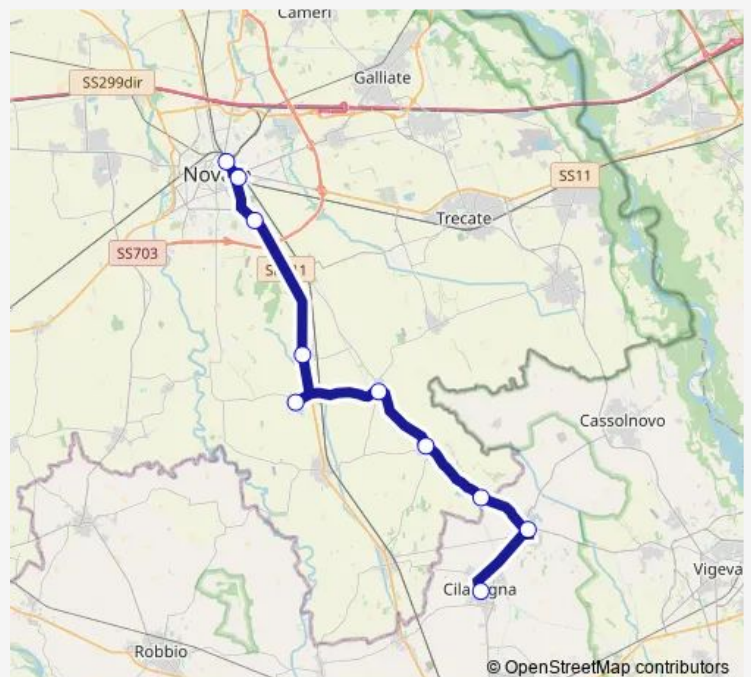 Cameri
Galliate
SS299dir
Nov
SS11
Trecate
SS703
Cassolnovo
Vigeva
Cila gna
Robbio
© OpenStreetMap contributors